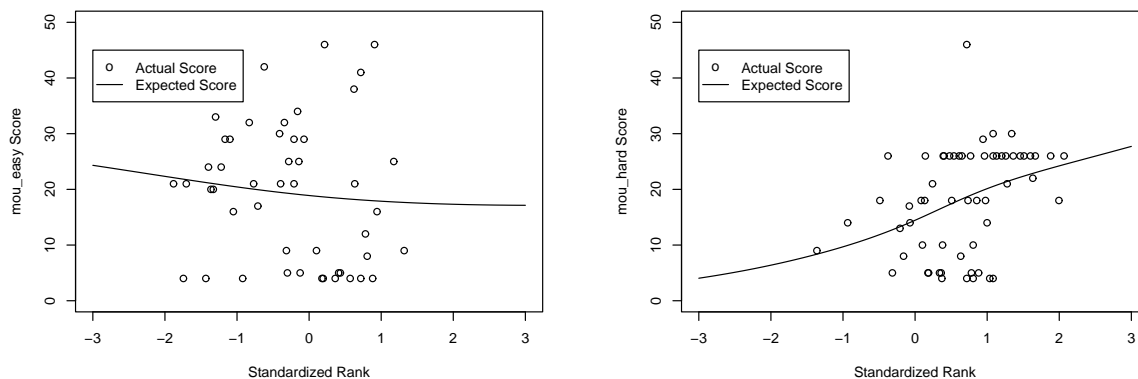 mou_easy Score
50
40
30
20
10
0
Actual Score
Expected Score
−3 −2 −1 0 1 2 3
Standardized Rank
mou_hard Score
50
40
30
20
10
0
Actual Score
Expected Score
−3 −2 −1 0 1 2 3
Standardized Rank